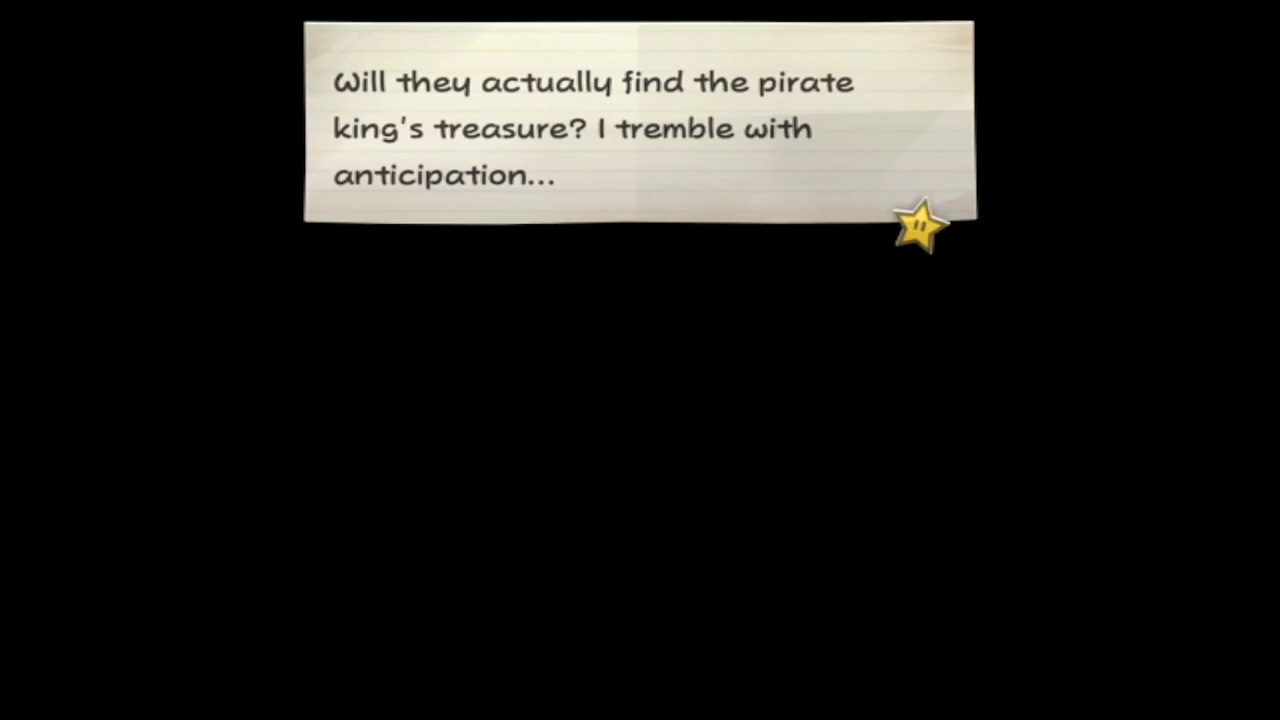 Will they actually find the pirate
king's treasure? I tremble with
anticipation...